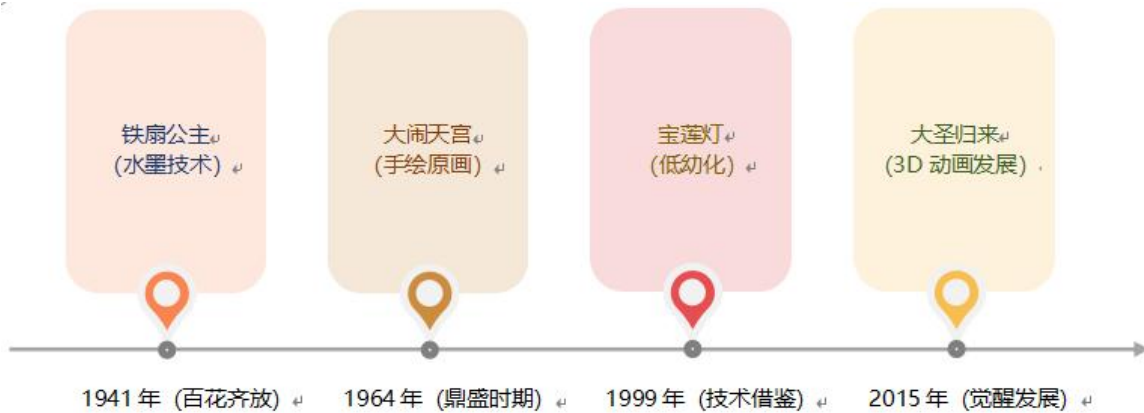 铁扇公主
(水墨技术)
大闹天宫
(手绘原画)
宝莲灯
(低幼化)
大圣归来
(3D 动画发展)
1941 年 (百花齐放)
1964 年 (鼎盛时期)
1999 年 (技术借鉴)
2015 年 (觉醒发展)